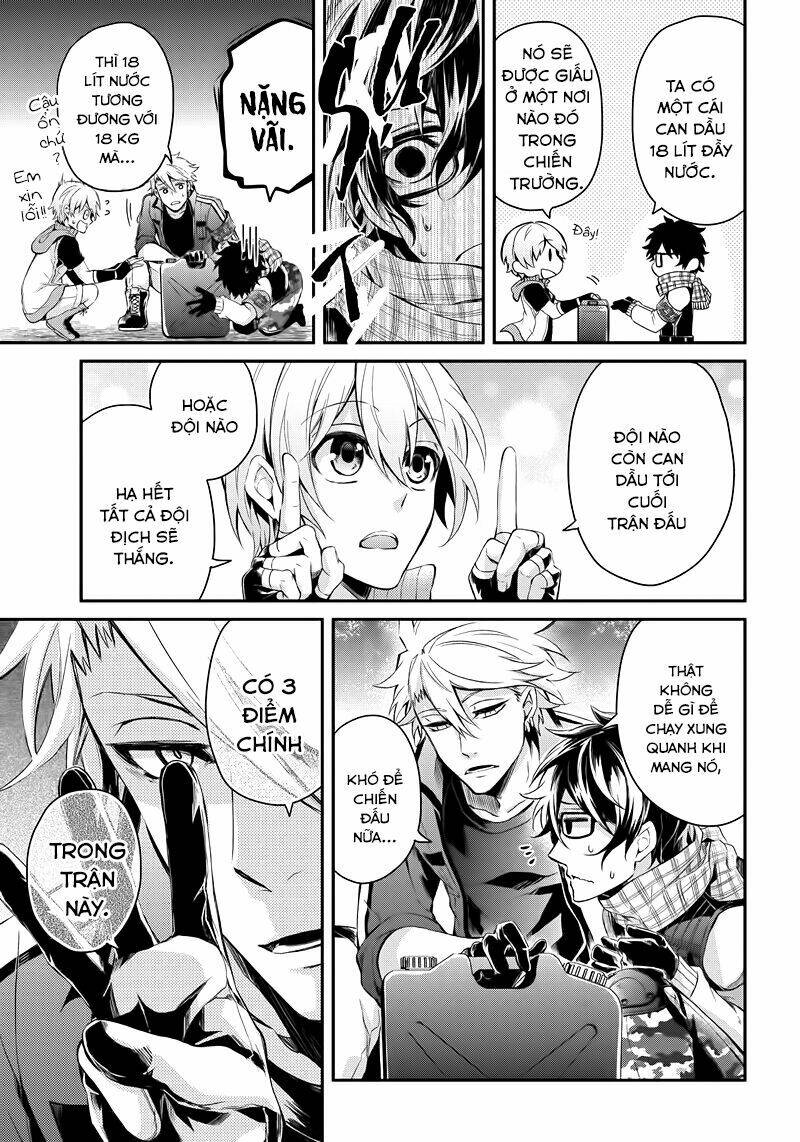 TA CÓ
MỘT CÁI
CAN DẦU
18 LÍT ĐẦY
NƯỚC.
NÓ SẼ
ĐƯỢC GIẤU
Ở MỘT NƠI
NÀO ĐÓ
TRONG
CHIẾN
TRƯỜNG.
Đây!
NẶNG
VÃI.
THÌ 18
LÍT NƯỚC
TƯƠNG
ĐƯƠNG VỚI
18 KG
MÀ...
Cậu
ổn
chứ
?
Em
xin
lỗi!!
ĐỘI NÀO
CÒN CAN
DẦU TỚI
CUỐI
TRẬN ĐẤU
HOẶC
ĐỘI NÀO
HẠ HẾT
TẤT CẢ ĐỘI
ĐỊCH SẼ
THẮNG.
THẬT
KHÔNG
DỄ GÌ ĐỂ
CHẠY XUNG
QUANH KHI
MANG NÓ,
KHÓ ĐỂ
CHIẾN
ĐẤU
NỮA...
CÓ 3
ĐIỂM
CHÍNH
TRONG
TRẬN
NÀY.